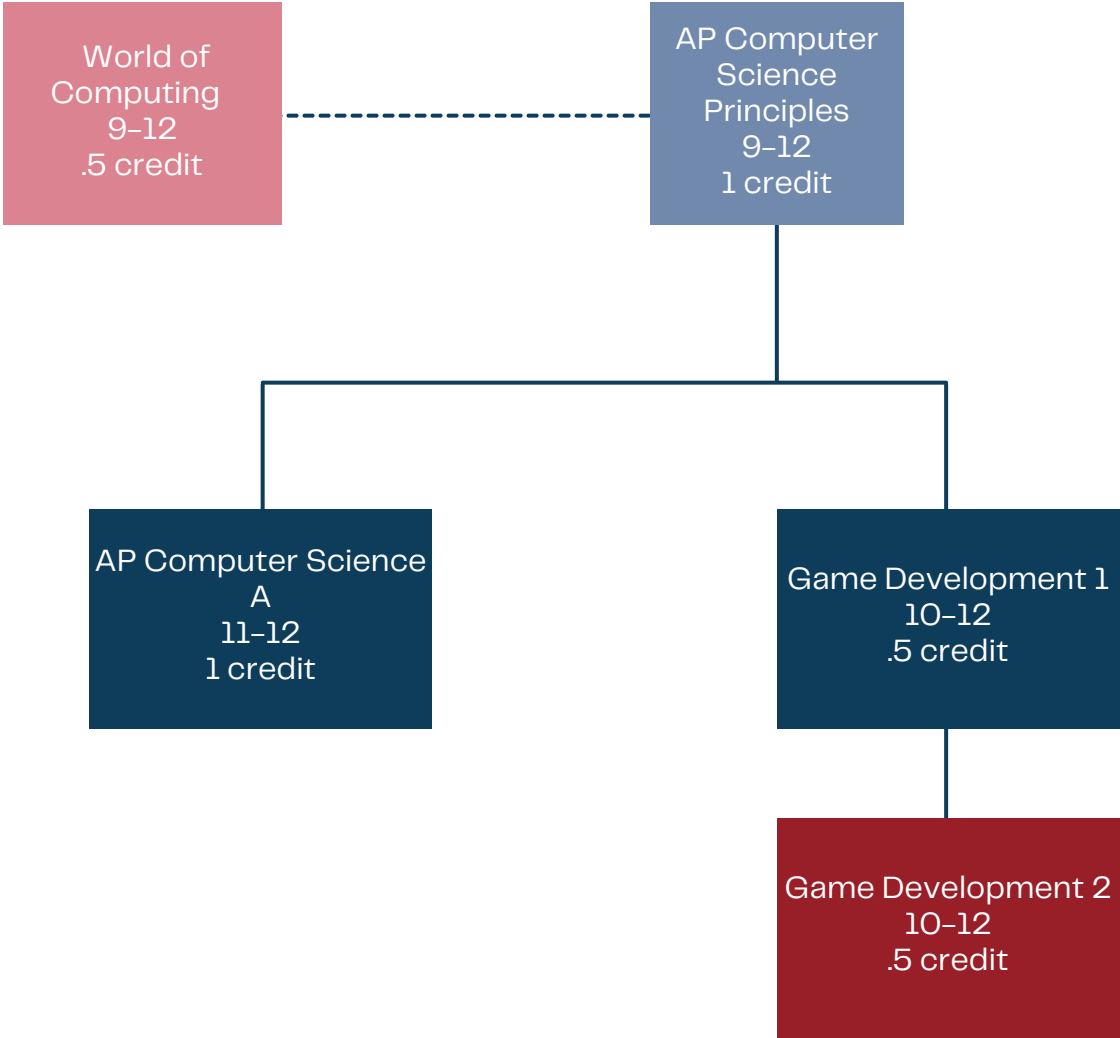 World of
Computing
9-12
.5 credit
AP Computer
Science
Principles
9-12
1 credit
AP Computer Science
A
11-12
1 credit
Game Development 1
10-12
.5 credit
Game Development 2
10-12
.5 credit